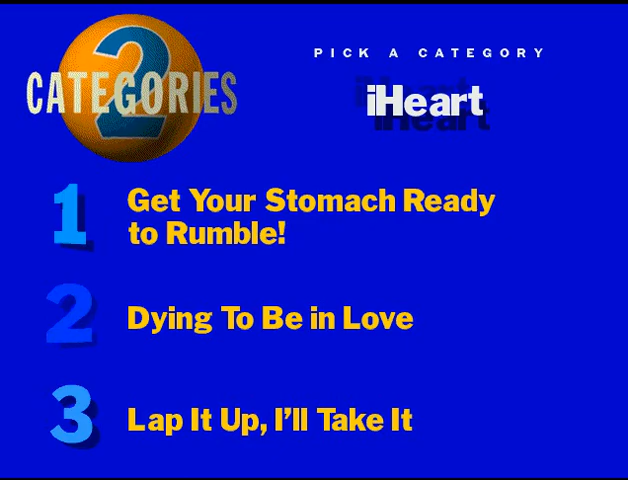 2
CATEGORIES
PICK A CATEGORY
iHeart
1
Get Your Stomach Ready
to Rumble!
2
Dying To Be in Love
3
Lap It Up, I'll Take It